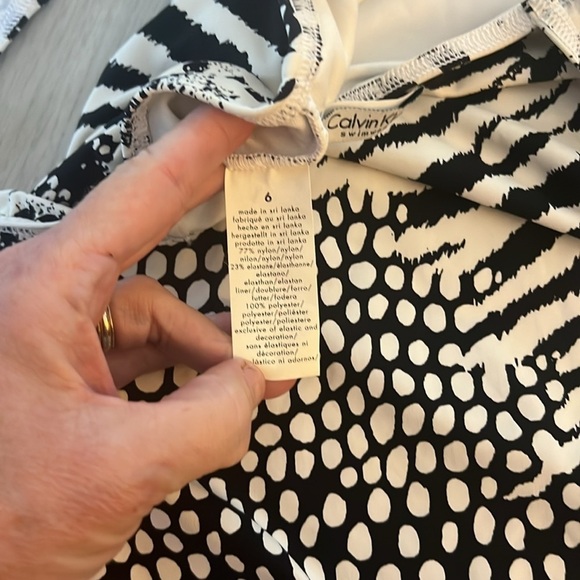 Calvin
swimw
6
made in sri lanka
fabriqué au sri lanka
hecho en sri lanka
hergestellt in sri lanka
prodotto in sri lanka
77% nylon/nylon/
nilon/nylon/nylon
23% elastane/élasthanne/
elastano/
elasthan/elastan
liner/doublure/forro/
futter/fodera
100% polyester/
polyester/poliéster
polyester/poliestere
exclusive of elastic and
decoration/
sans élastiques ni
décoration/
elástico ni adornos/